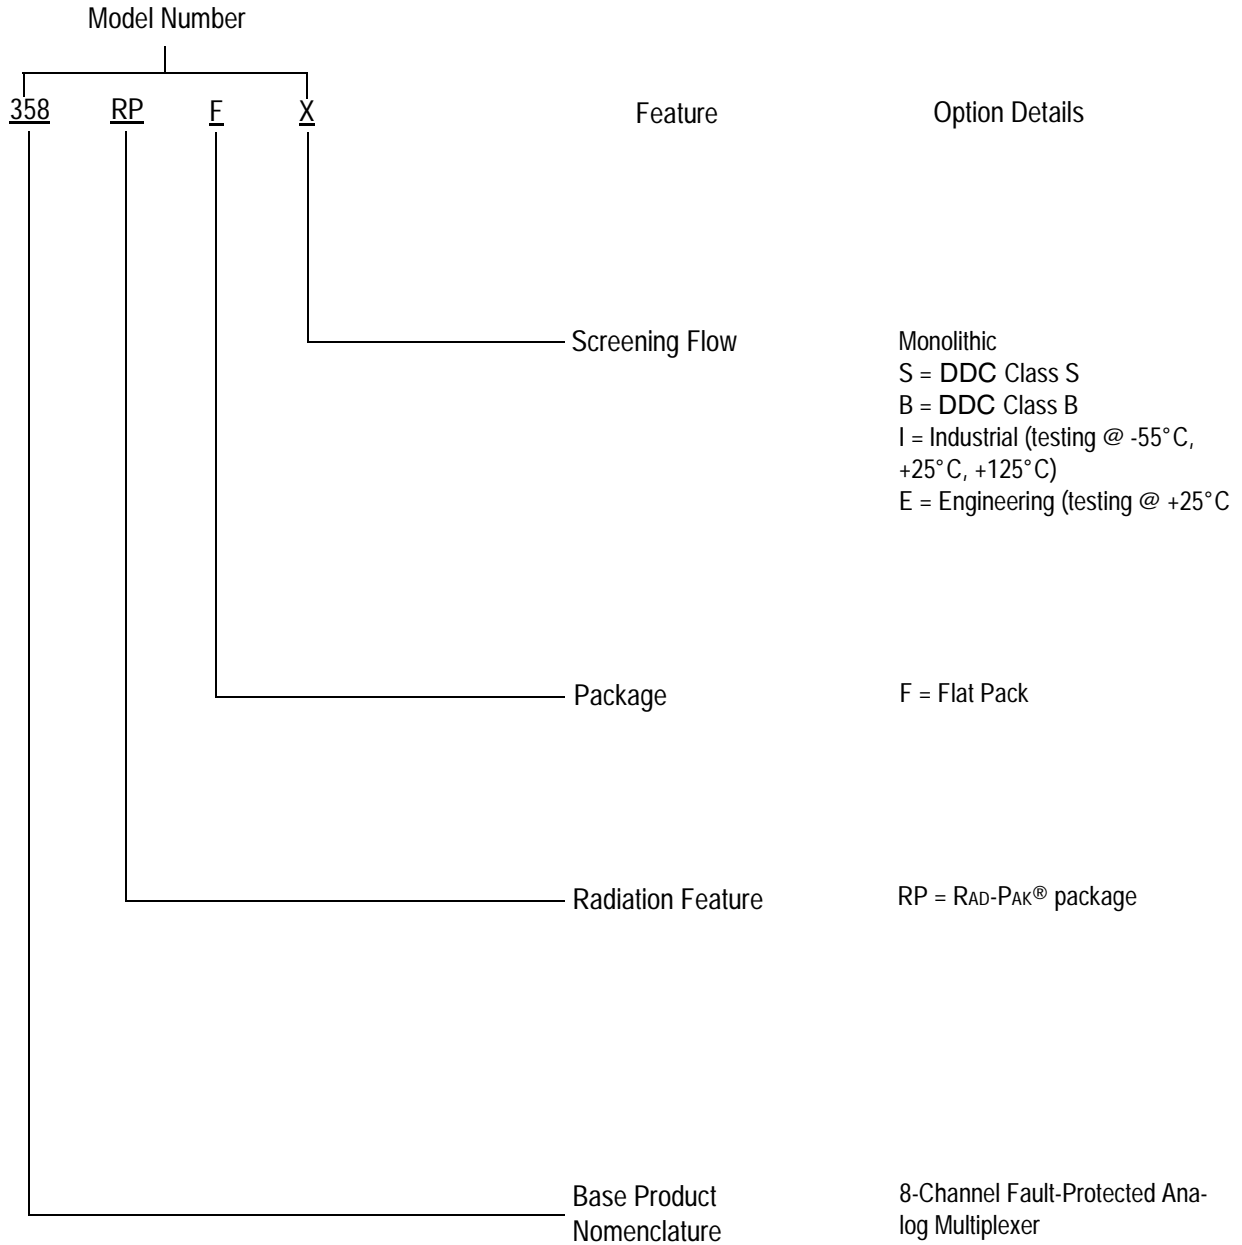 Model Number
358 RP F X Feature Option Details
Screening Flow
Monolithic
S = DDC Class S
B = DDC Class B
I = Industrial (testing @ -55°C,
+25°C, +125°C)
E = Engineering (testing @ +25°C
Package F = Flat Pack
Radiation Feature RP = RAD-PAK® package
Base Product
Nomenclature
8-Channel Fault-Protected Ana-
log Multiplexer